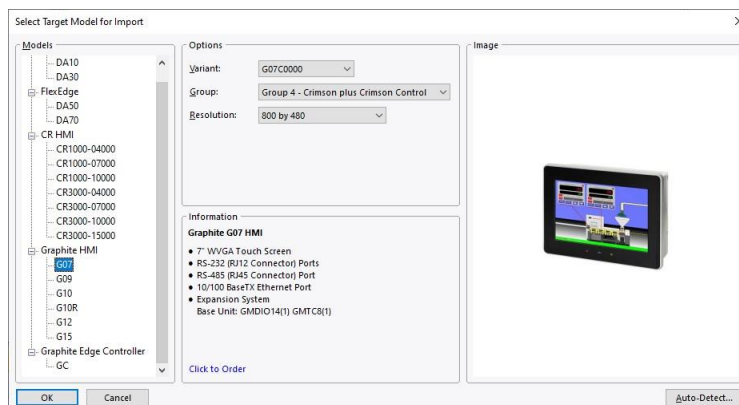 Select Target Model for Import
Models
DA10
DA30
FlexEdge
DA50
DA70
CR HMI
CR1000-04000
CR1000-07000
CR1000-10000
CR3000-04000
CR3000-07000
CR3000-10000
CR3000-15000
Graphite HMI
G07
G09
G10
G10R
G12
G15
Graphite Edge Controller
GC
Options
Variant: G07C0000
Group: Group 4 - Crimson plus Crimson Control
Resolution: 800 by 480
Information
Graphite G07 HMI
• 7" WVGA Touch Screen
• RS-232 (RJ12 Connector) Ports
• RS-485 (RJ45 Connector) Port
• 10/100 BaseTX Ethernet Port
• Expansion System
Base Unit: GMDIO14(1) GMTC8(1)
Click to Order
Image
OK
Cancel
Auto-Detect...